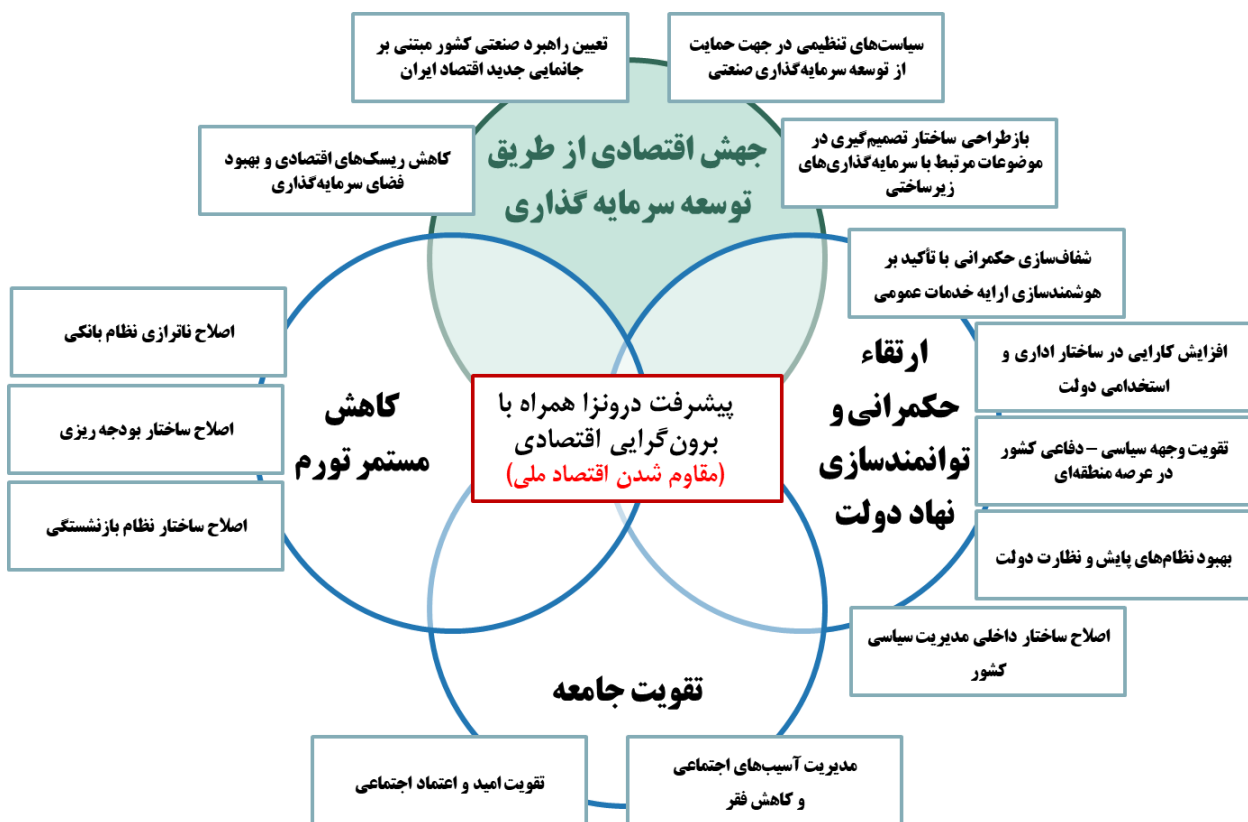 سیاست‌های تنظیمی در جهت حمایت
از توسعه سرمایه‌گذاری صنعتی
تعیین راهبرد صنعتی کشور مبتنی بر
جانمایی جدید اقتصاد ایران
بازطراحی ساختار تصمیم‌گیری در
موضوعات مرتبط با سرمایه‌گذاری‌های
زیرساختی
جهش اقتصادی از طریق
توسعه سرمایه گذاری
کاهش ریسک‌های اقتصادی و بهبود
فضای سرمایه‌گذاری
شفاف‌سازی حکمرانی با تأکید بر
هوشمندسازی ارایه خدمات عمومی
افزایش کارایی در ساختار اداری و
استخدامی دولت
تقویت وجهه سیاسی – دفاعی کشور
در عرصه منطقه‌ای
بهبود نظام‌های پایش و نظارت دولت
اصلاح ساختار داخلی مدیریت سیاسی
کشور
ارتقاء
حکمرانی و
توانمندسازی
نهاد دولت
پیشرفت درونزا همراه با
برون‌گرایی اقتصادی
(مقاوم شدن اقتصاد ملی)
کاهش
مستمر تورم
اصلاح ناترازی نظام بانکی
اصلاح ساختار بودجه ریزی
اصلاح ساختار نظام بازنشستگی
تقویت جامعه
مدیریت آسیب‌های اجتماعی
و کاهش فقر
تقویت امید و اعتماد اجتماعی